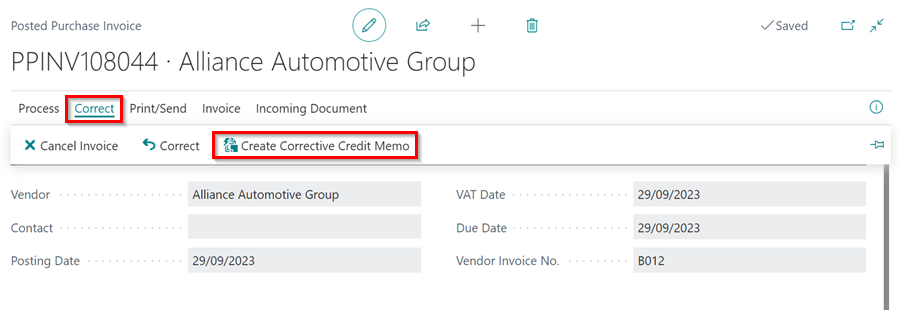 Posted Purchase Invoice
Saved
PPINV108044 · Alliance Automotive Group
Process Correct Print/Send Invoice Incoming Document
Cancel Invoice Correct Create Corrective Credit Memo
Vendor Alliance Automotive Group VAT Date 29/09/2023
Contact Due Date 29/09/2023
Posting Date 29/09/2023 Vendor Invoice No. B012